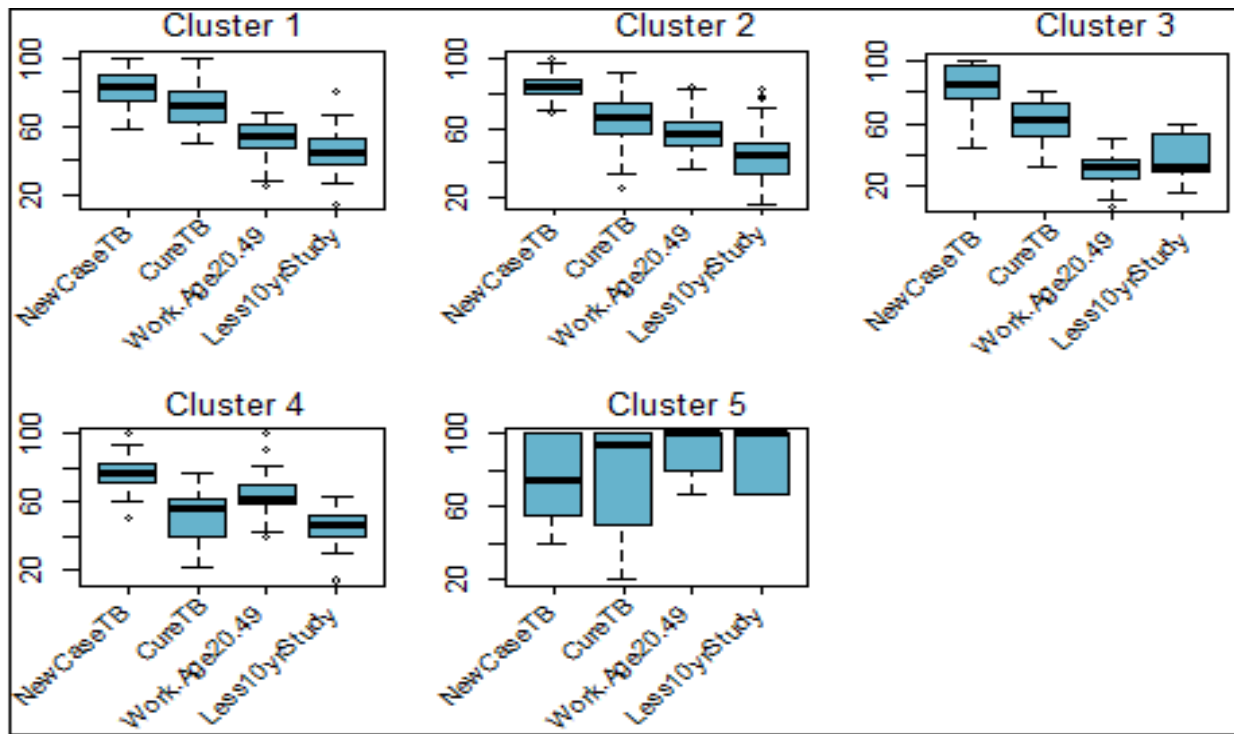 Cluster 1
100
60
20
NewCaseTB
CureTB
Work.Age20.49
Less10yrStudy
Cluster 2
100
60
20
NewCaseTB
CureTB
Work.Age20.49
Less10yrStudy
Cluster 3
100
60
20
NewCaseTB
CureTB
Work.Age20.49
Less10yrStudy
Cluster 4
100
60
20
NewCaseTB
CureTB
Work.Age20.49
Less10yrStudy
Cluster 5
100
60
20
NewCaseTB
CureTB
Work.Age20.49
Less10yrStudy